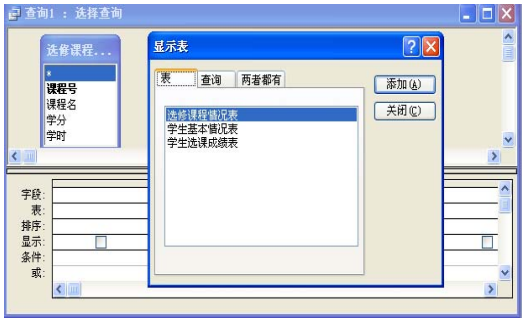 查询1 : 选择查询
选修课程...
*
课程号
课程名
学分
学时
显示表
表 查询 两者都有
选修课程情况表
学生基本情况表
学生选课成绩表
添加(A)
关闭(C)
字段:
表:
排序:
显示:
条件:
或: